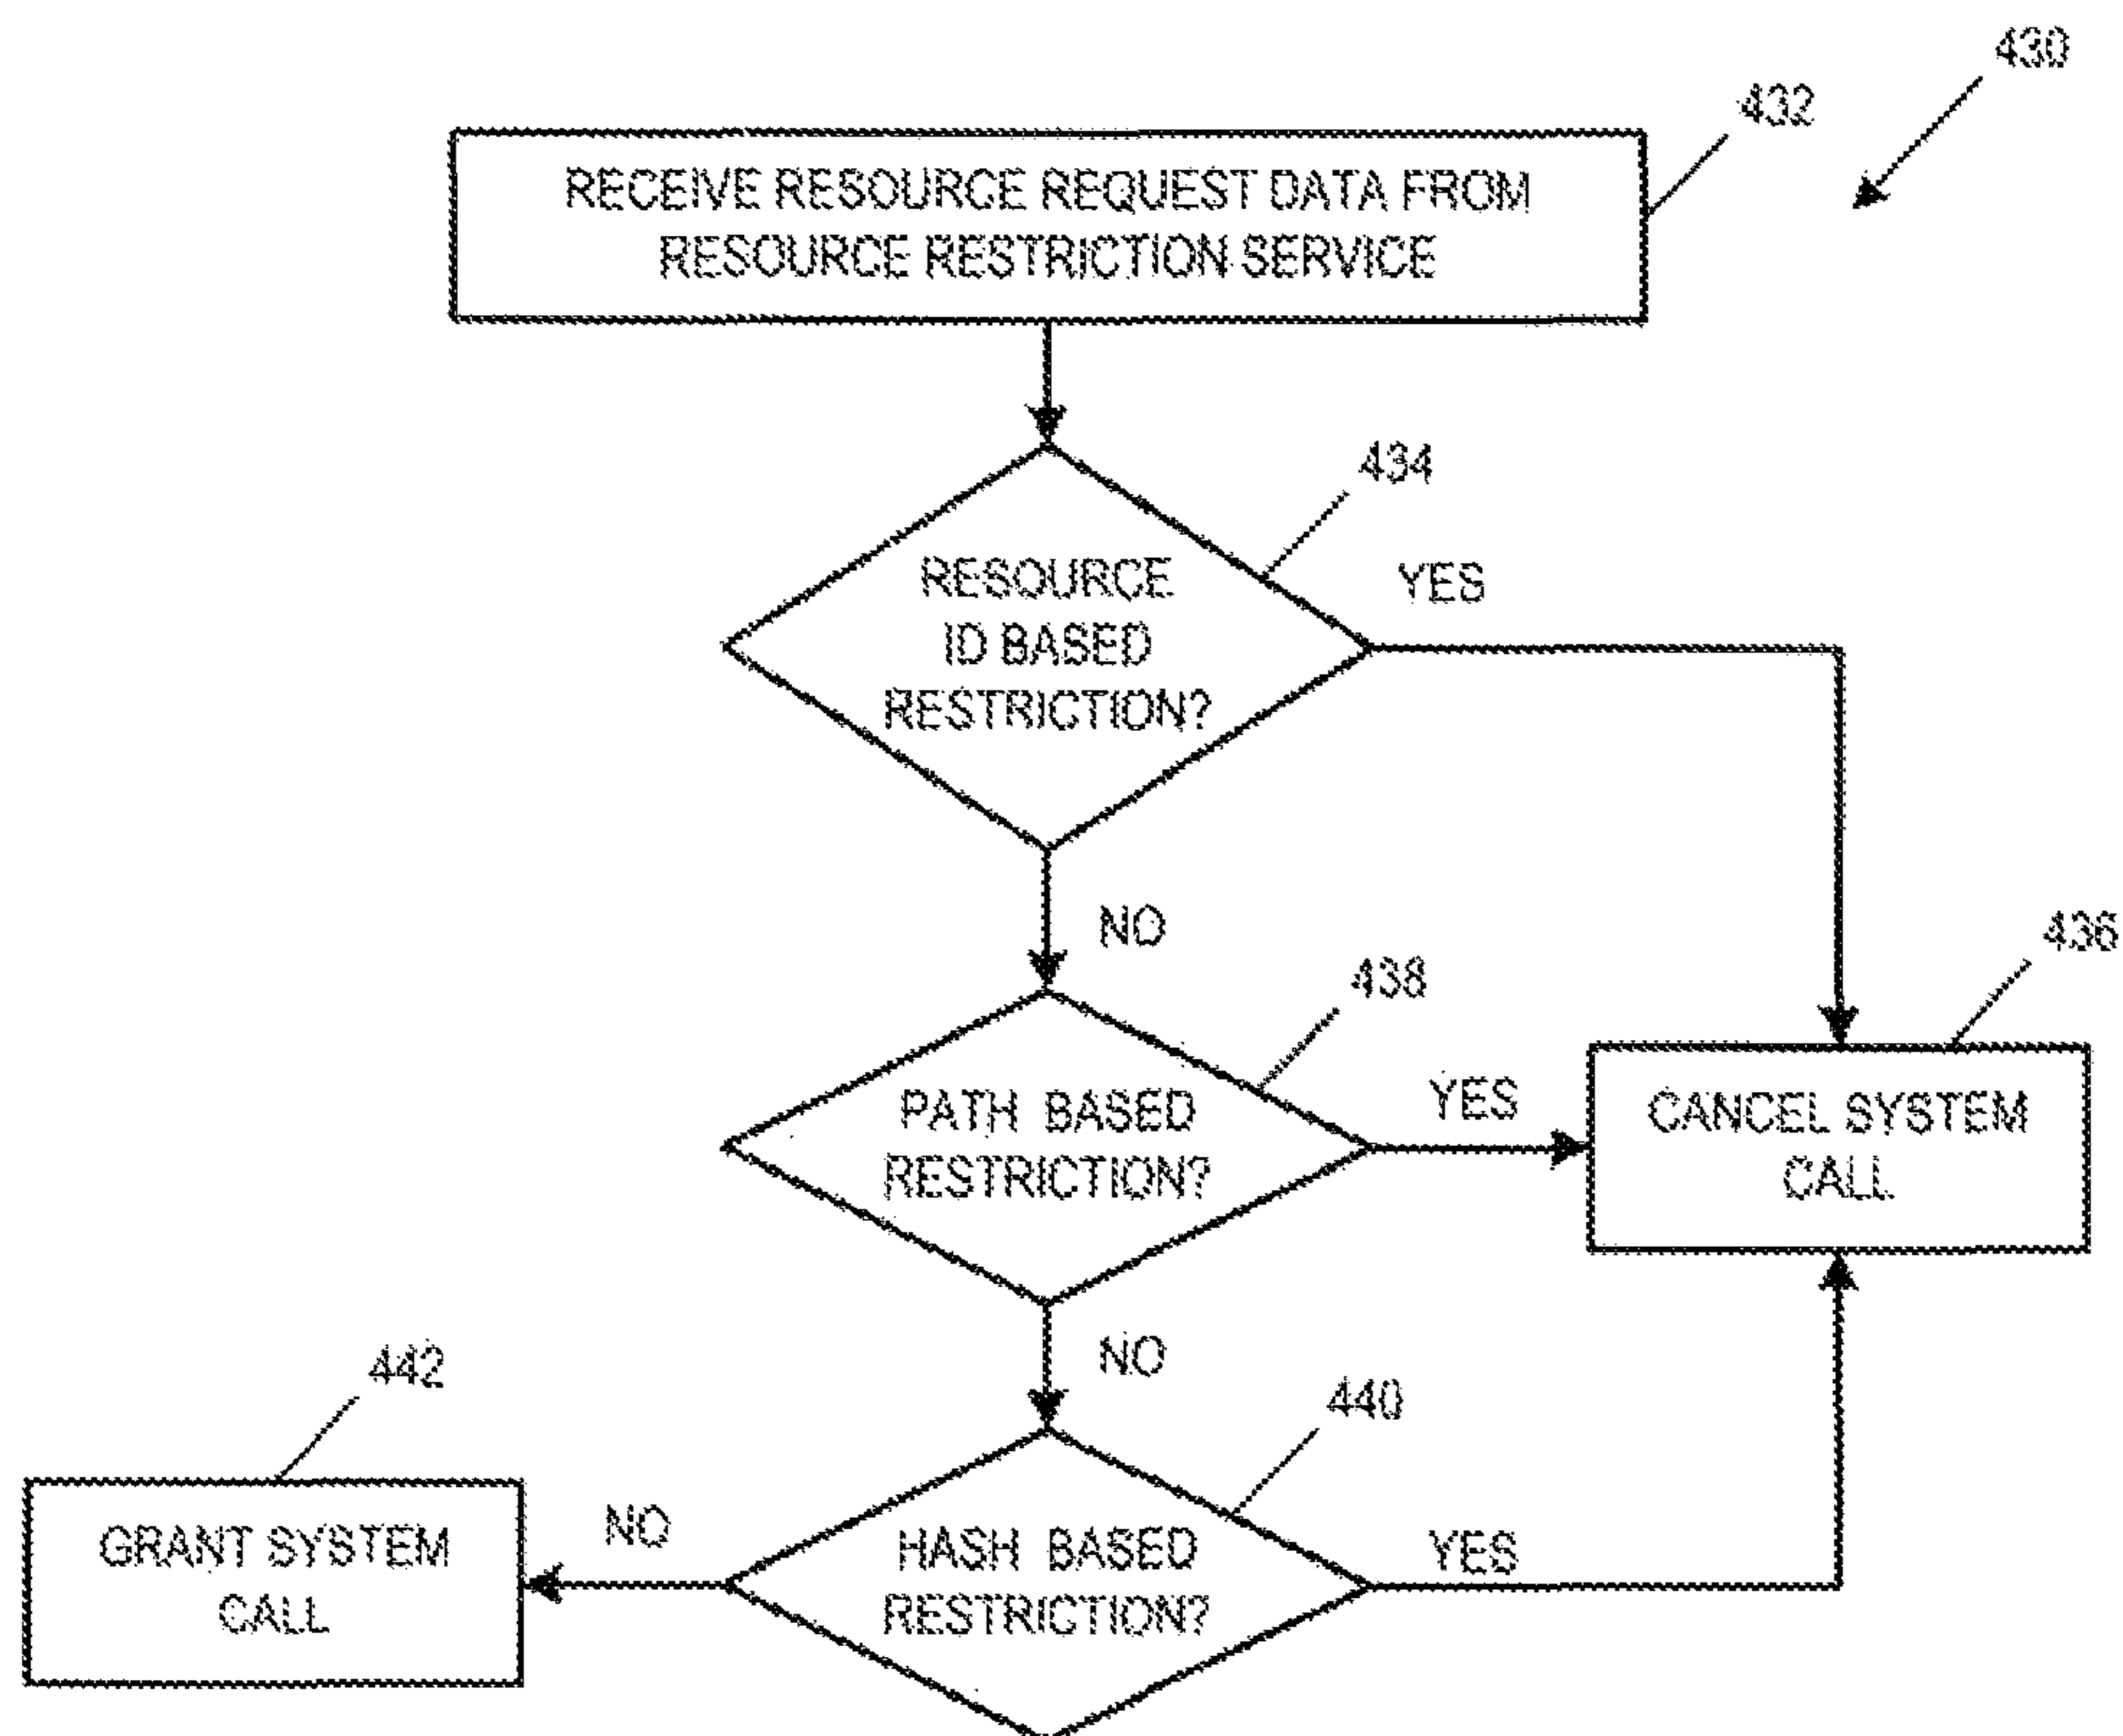 430
432
RECEIVE RESOURCE REQUEST DATA FROM
RESOURCE RESTRICTION SERVICE
434
RESOURCE
ID BASED
RESTRICTION?
YES
NO
436
438
PATH BASED
RESTRICTION?
YES
CANCEL SYSTEM
CALL
NO
442
440
GRANT SYSTEM
CALL
NO
HASH BASED
RESTRICTION?
YES